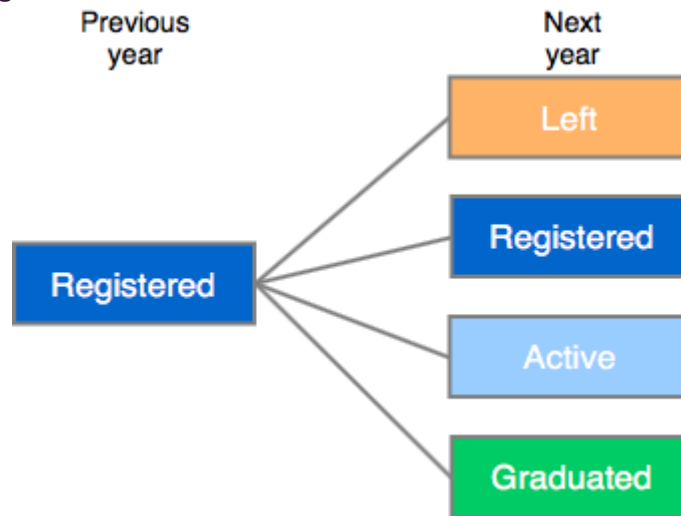 Previous
year
Next
year
Left
Registered
Registered
Active
Graduated